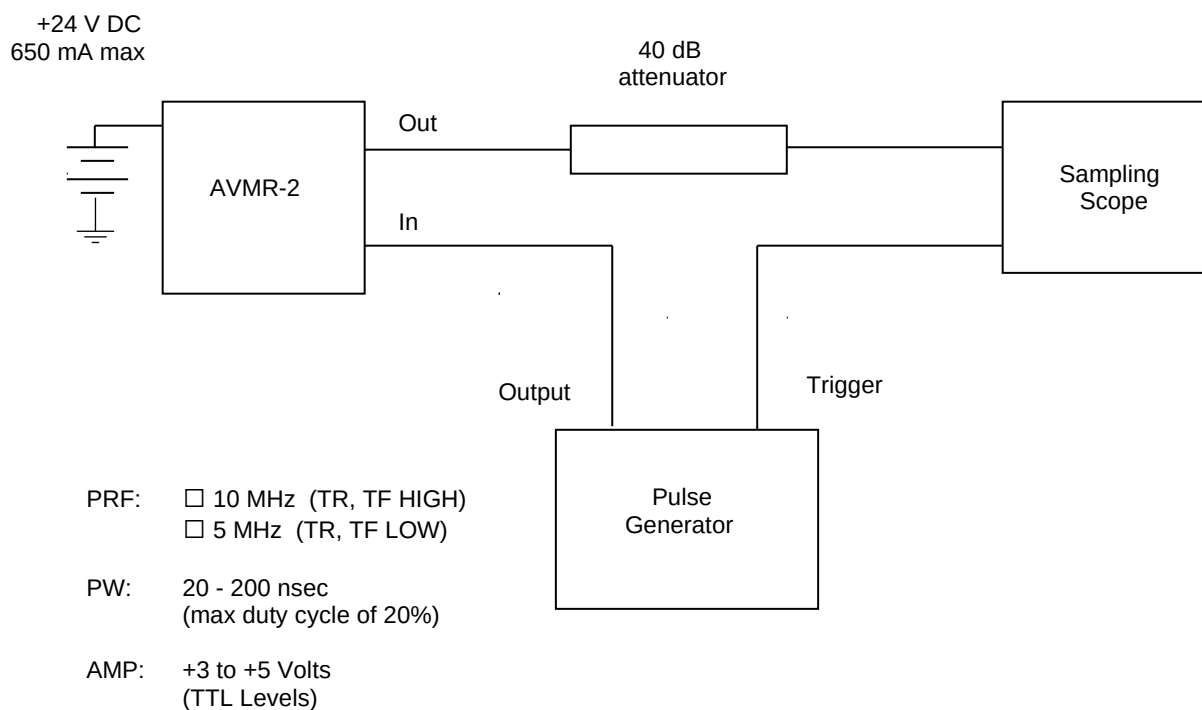 +24 V DC
650 mA max
40 dB
attenuator
Out
AVMR-2
Sampling
Scope
In
Output
Trigger
Pulse
Generator
PRF: □ 10 MHz (TR, TF HIGH)
□ 5 MHz (TR, TF LOW)
PW: 20 - 200 nsec
(max duty cycle of 20%)
AMP: +3 to +5 Volts
(TTL Levels)